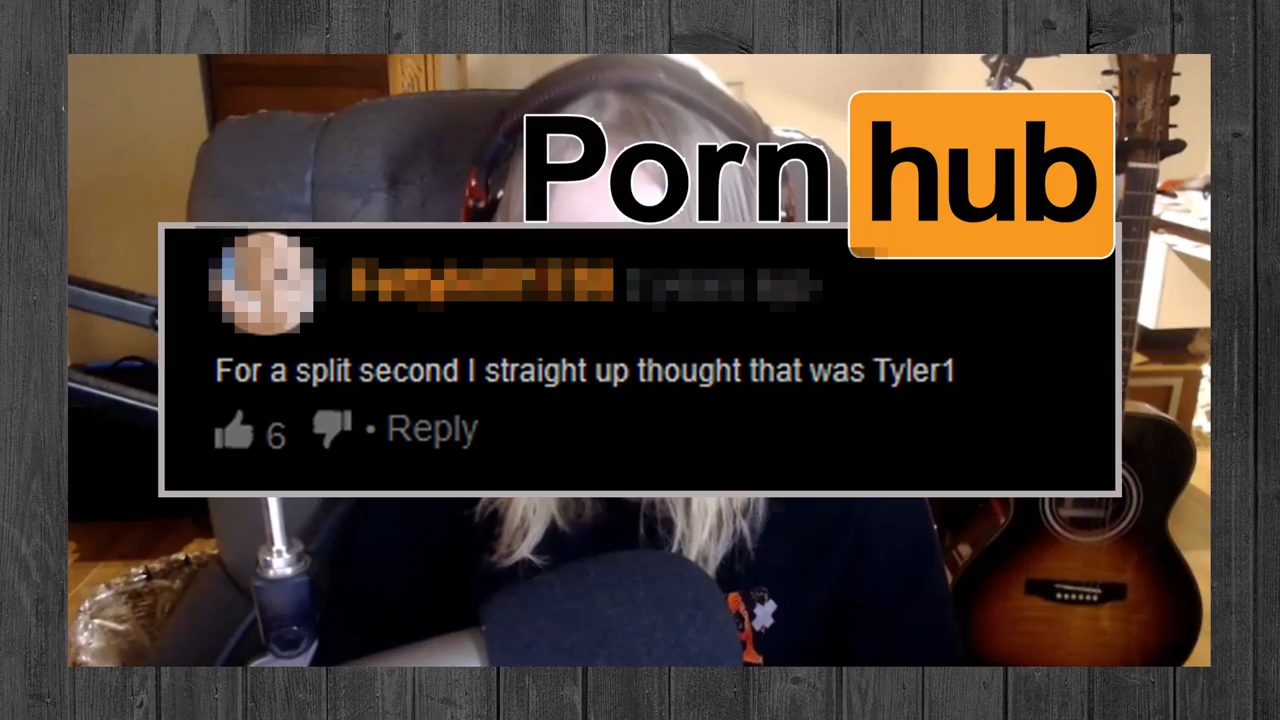 Porn hub
For a split second I straight up thought that was Tyler1
6 • Reply